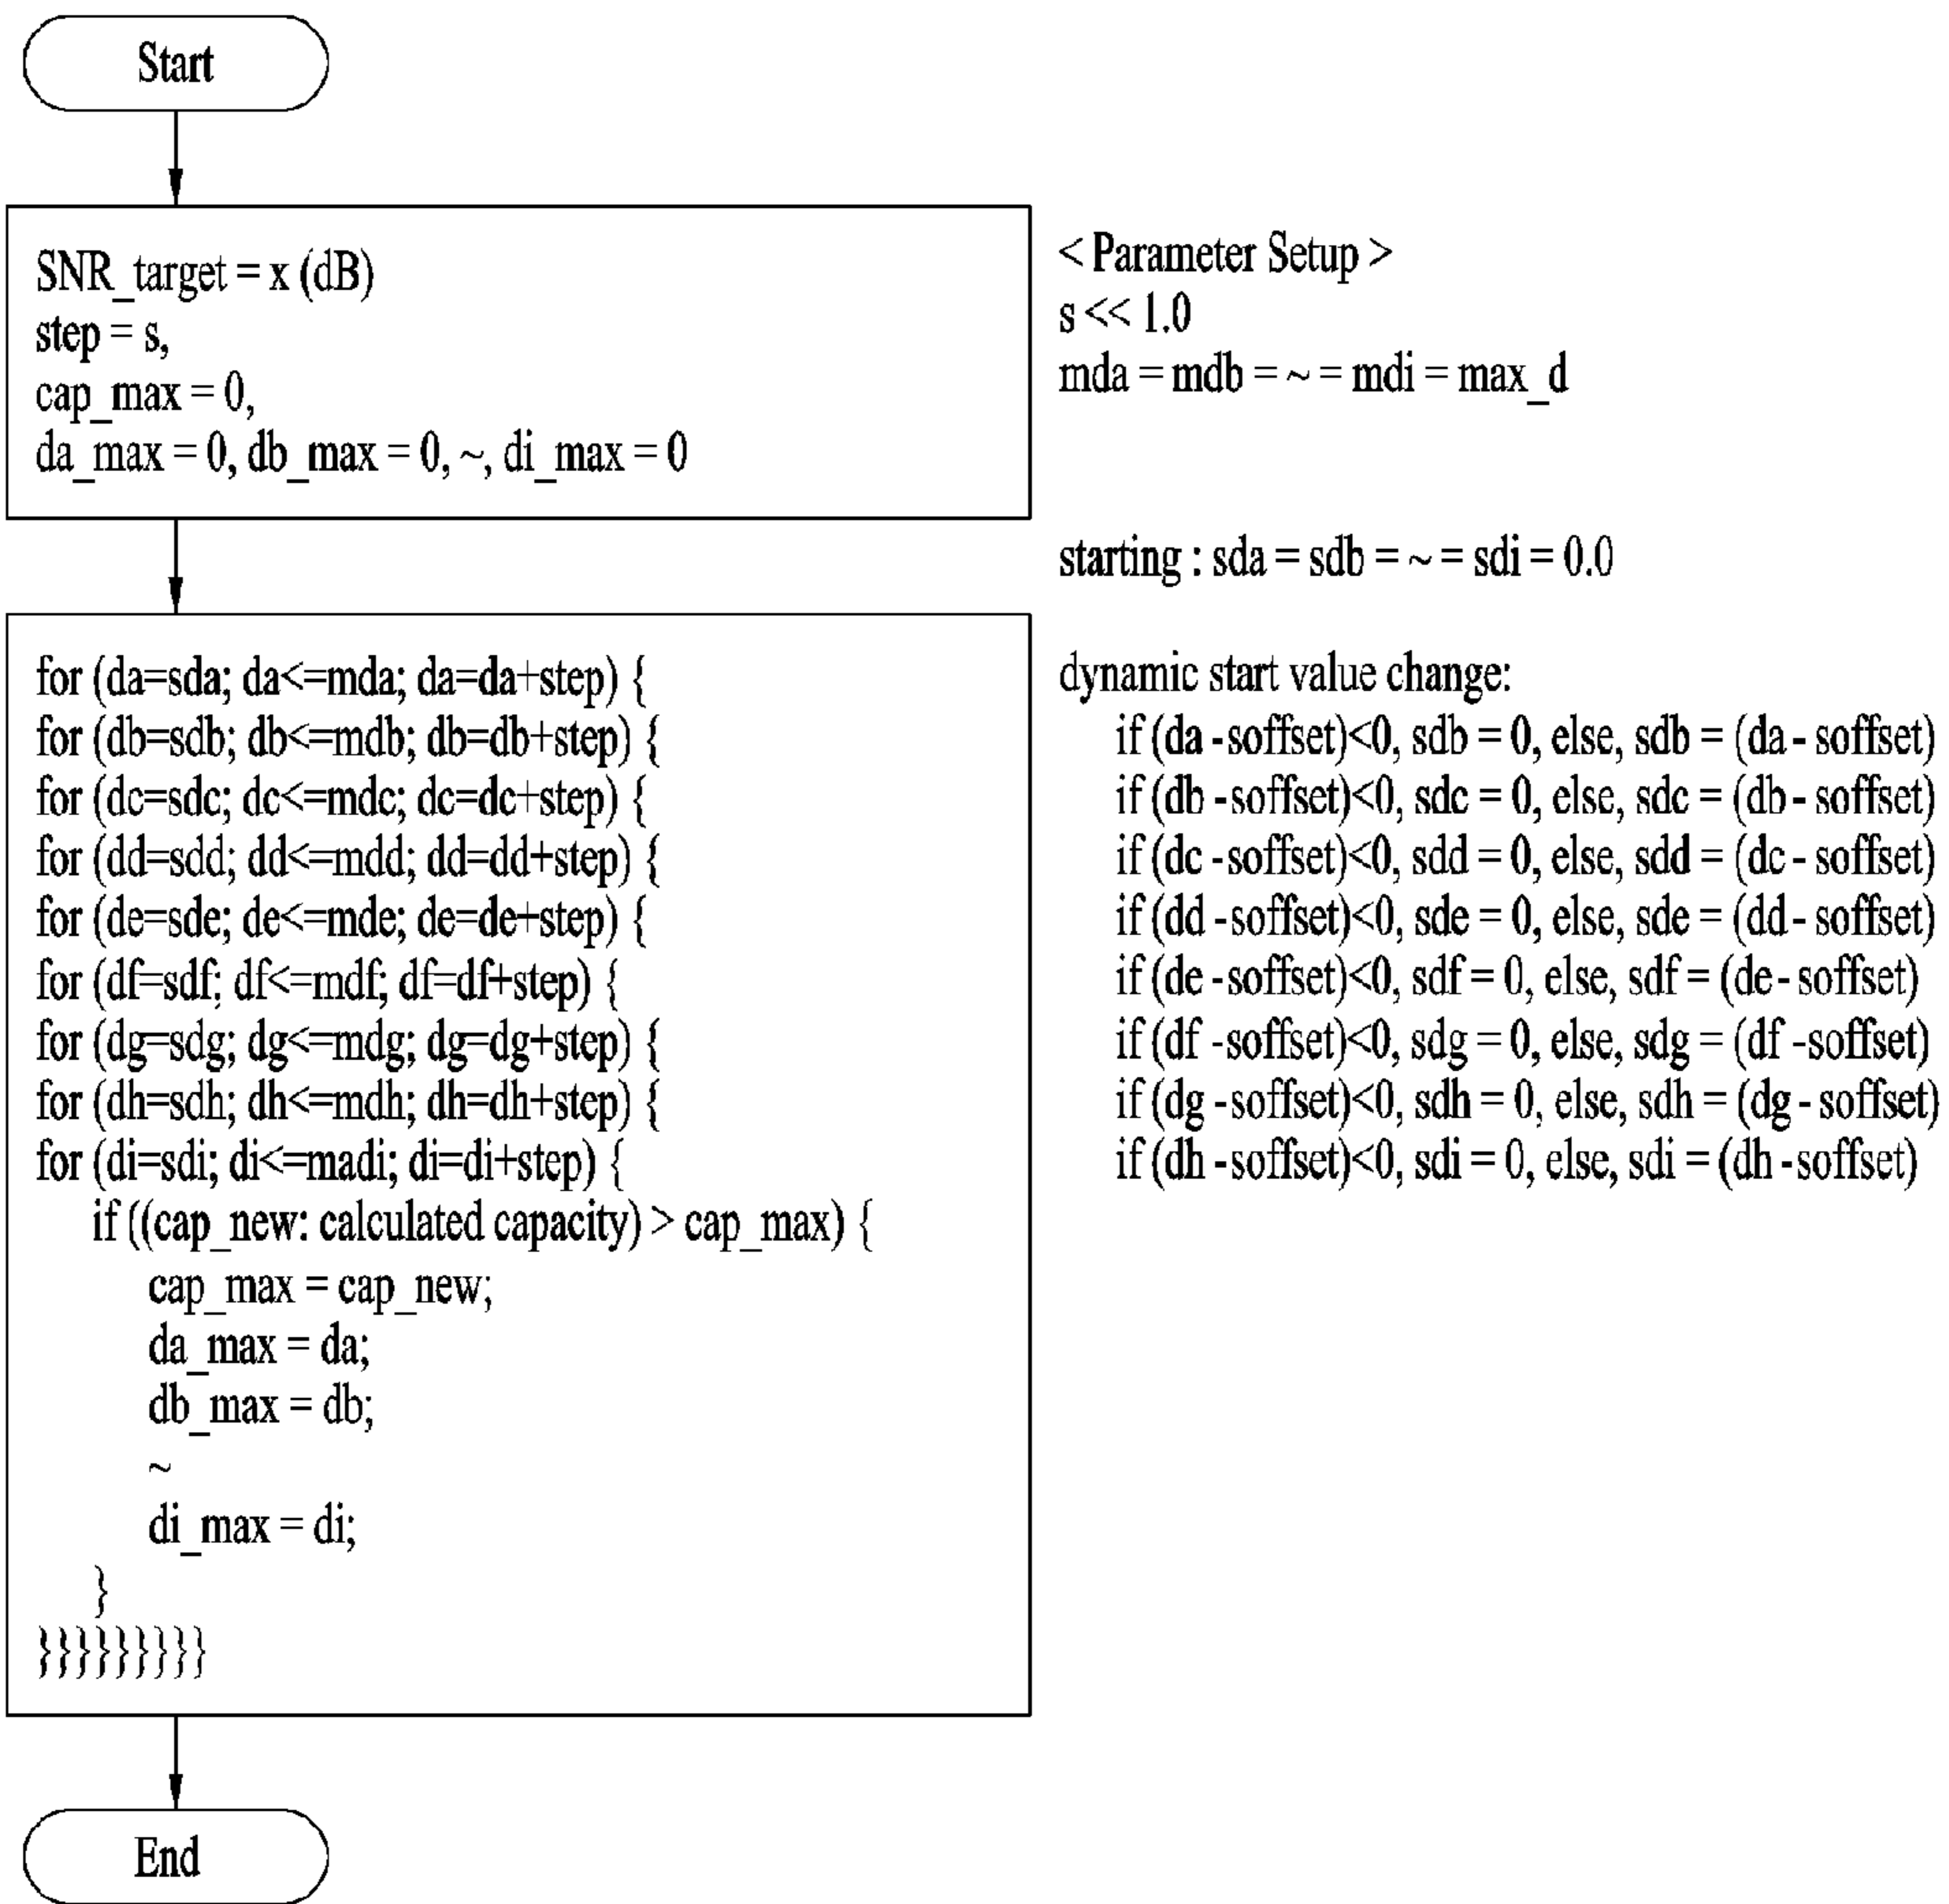 Start
SNR_target = x (dB)
step = s,
cap_max = 0,
da_max = 0, db_max = 0, ~, di_max = 0
< Parameter Setup >
s << 1.0
mda = mdb = ~ = mdi = max_d
starting : sda = sdb = ~ = sdi = 0.0
for (da=sda; da<=mda; da=da+step) {
for (db=sdb; db<=mdb; db=db+step) {
for (dc=sdc; dc<=mdc; dc=dc+step) {
for (dd=sdd; dd<=mdd; dd=dd+step) {
for (de=sde; de<=mde; de=de+step) {
for (df=sdf; df<=mdf; df=df+step) {
for (dg=sdg; dg<=mdg; dg=dg+step) {
for (dh=sdh; dh<=mdh; dh=dh+step) {
for (di=sdi; di<=madi; di=di+step) {
if ((cap_new: calculated capacity) > cap_max) {
cap_max = cap_new;
da_max = da;
db_max = db;
~
di_max = di;
}
}}}}}}}}}
dynamic start value change:
if (da - soffset)<0, sdb = 0, else, sdb = (da - soffset)
if (db - soffset)<0, sdc = 0, else, sdc = (db - soffset)
if (dc - soffset)<0, sdd = 0, else, sdd = (dc - soffset)
if (dd - soffset)<0, sde = 0, else, sde = (dd - soffset)
if (de - soffset)<0, sdf = 0, else, sdf = (de - soffset)
if (df - soffset)<0, sdg = 0, else, sdg = (df - soffset)
if (dg - soffset)<0, sdh = 0, else, sdh = (dg - soffset)
if (dh - soffset)<0, sdi = 0, else, sdi = (dh - soffset)
End